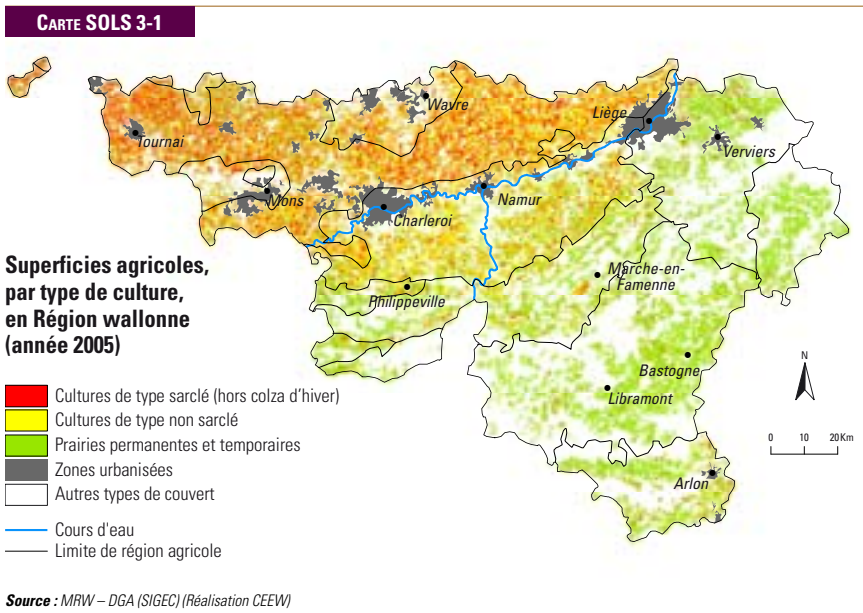 CARTE SOLS 3-1
Wavre
Liège
Tournai
Verviers
Mons
Namur
Charleroi
Superficies agricoles,
par type de culture,
en Région wallonne
(année 2005)
Marche-en-
Famenne
Philippeville
Bastogne
Libramont
N
Cultures de type sarclé (hors colza d'hiver)
Cultures de type non sarclé
Prairies permanentes et temporaires
Zones urbanisées
Autres types de couvert
0 10 20Km
Arlon
Cours d'eau
Limite de région agricole
Source : MRW – DGA (SIGEC) (Réalisation CEEW)